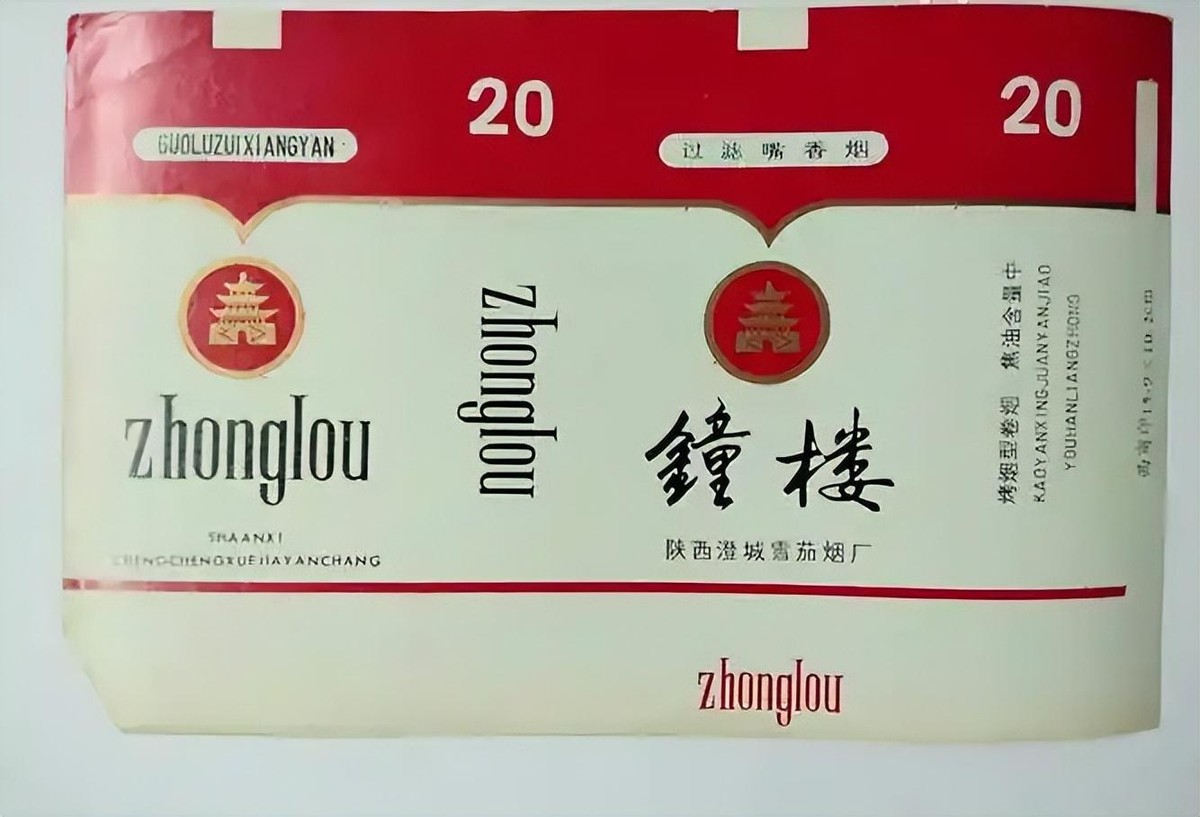 20
20
GUOLUZUIXIANGYAN
过滤嘴香烟
zhonglou
SHAANXI
CHENGCHENGXUEJIAYANCHANG
zhonglou
鐘楼
陕西澄城雪茄烟厂
烤烟型卷烟 焦油含量中
KAOYANXINGJUANYANJIAO
YOUHANLIANGZHONG
zhonglou